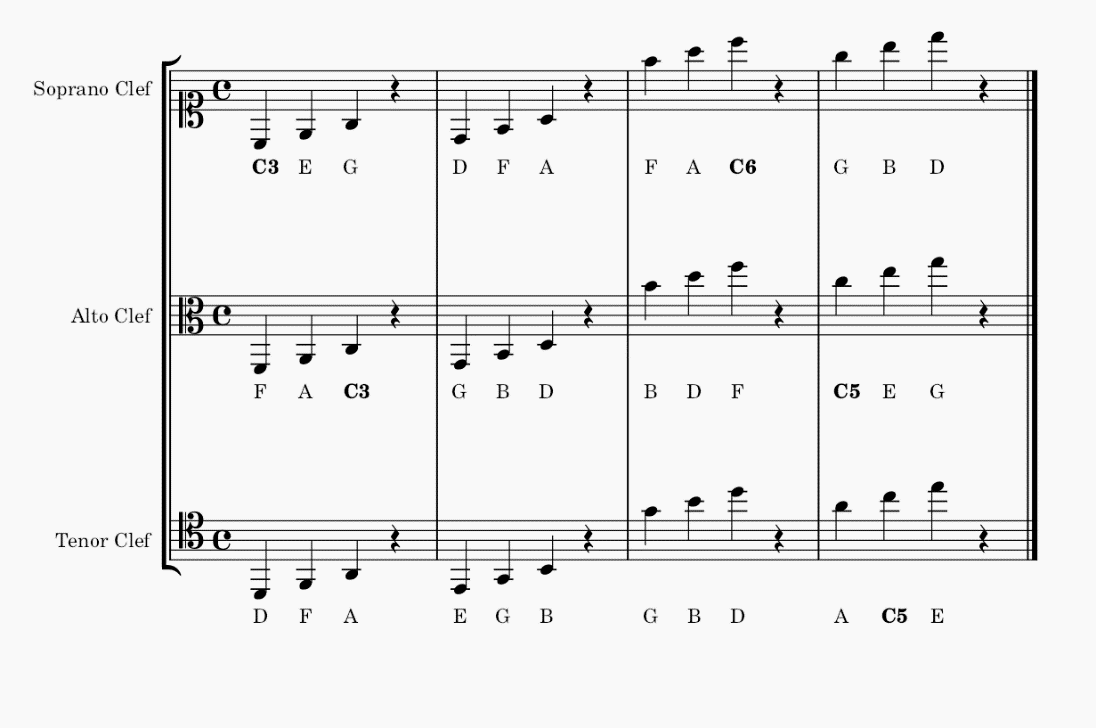 Soprano Clef
C3 E G D F A F A C6 G B D
Alto Clef
F A C3 G B D B D F C5 E G
Tenor Clef
D F A E G B G B D A C5 E